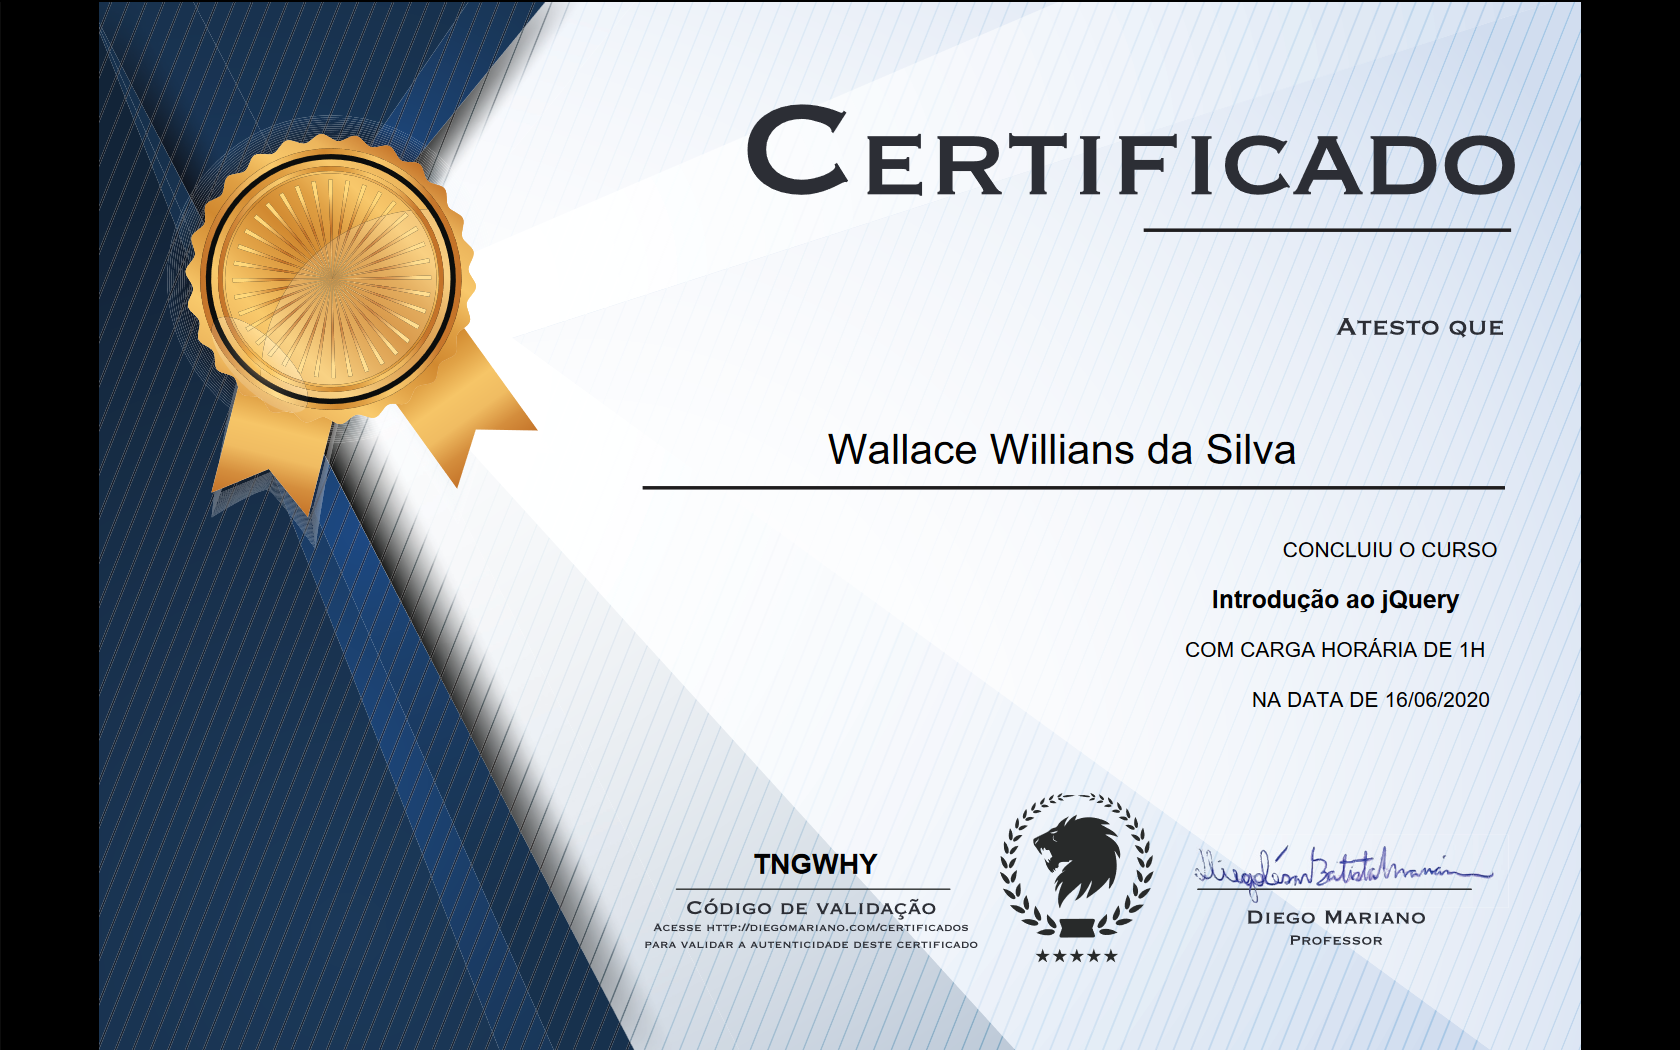 CERTIFICADO
ATESTO QUE
Wallace Willians da Silva
CONCLUIU O CURSO
Introdução ao jQuery
COM CARGA HORÁRIA DE 1H
NA DATA DE 16/06/2020
TNGWHY
CÓDIGO DE VALIDAÇÃO
ACESSE HTTP://DIEGOMARIANO.COM/CERTIFICADOS
PARA VALIDAR A AUTENTICIDADE DESTE CERTIFICADO
DIEGO MARIANO
PROFESSOR